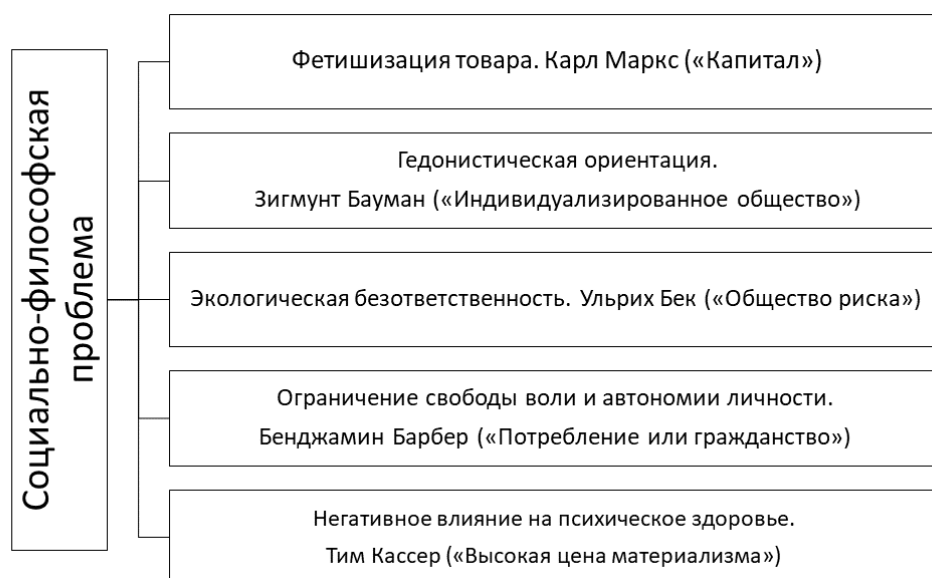 Социально-философская
проблема
Фетишизация товара. Карл Маркс («Капитал»)
Гедонистическая ориентация.
Зигмунт Бауман («Индивидуализированное общество»)
Экологическая безответственность. Ульрих Бек («Общество риска»)
Ограничение свободы воли и автономии личности.
Бенджамин Барбер («Потребление или гражданство»)
Негативное влияние на психическое здоровье.
Тим Кассер («Высокая цена материализма»)